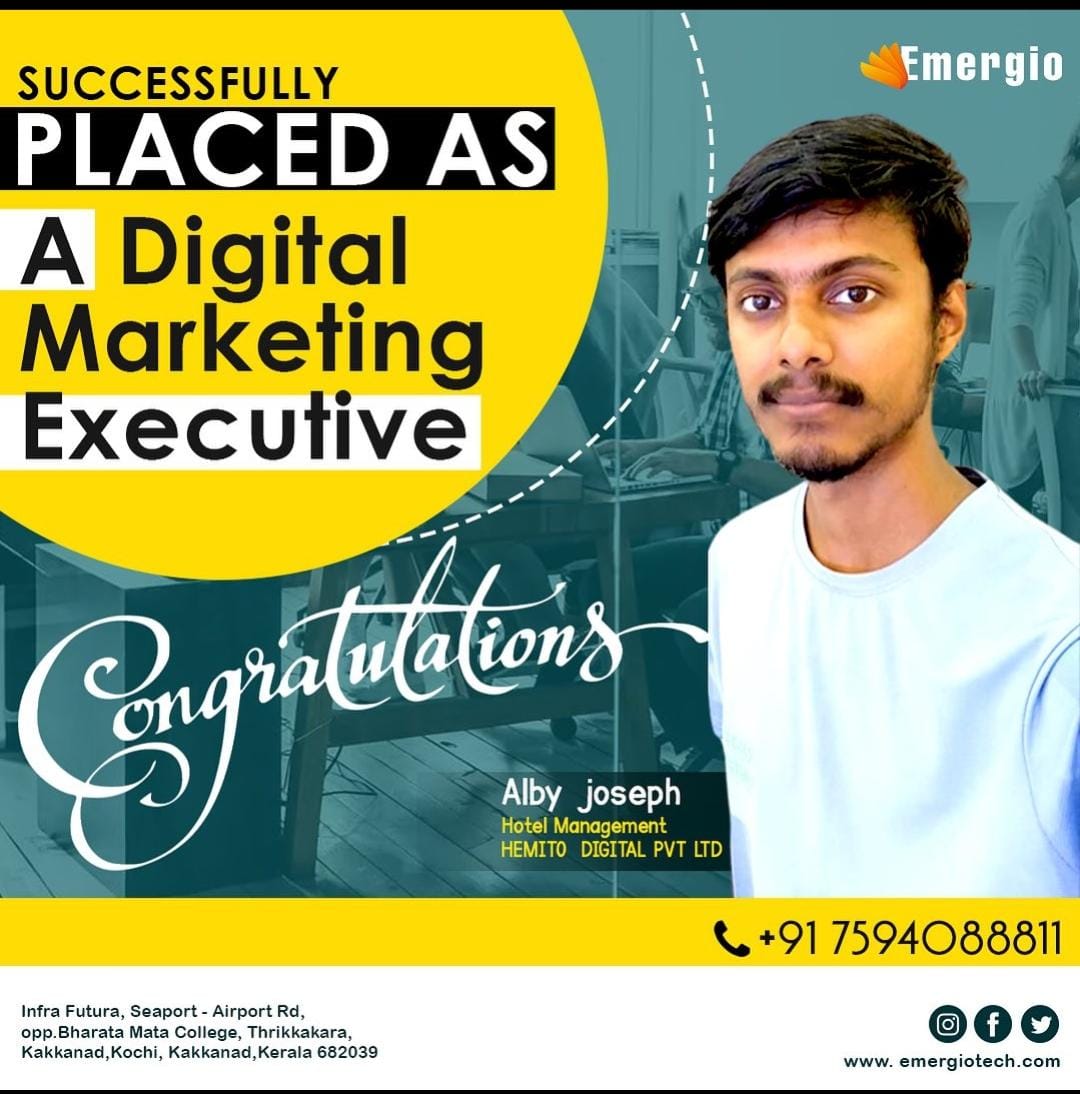 Emergio
SUCCESSFULLY
PLACED AS
A Digital
Marketing
Executive
Congratulations
Alby joseph
Hotel Management
HEMITO DIGITAL PVT LTD
+91 7594088811
Infra Futura, Seaport - Airport Rd,
opp.Bharata Mata College, Thrikkakara,
Kakkanad,Kochi, Kakkanad,Kerala 682039
www. emergiotech.com